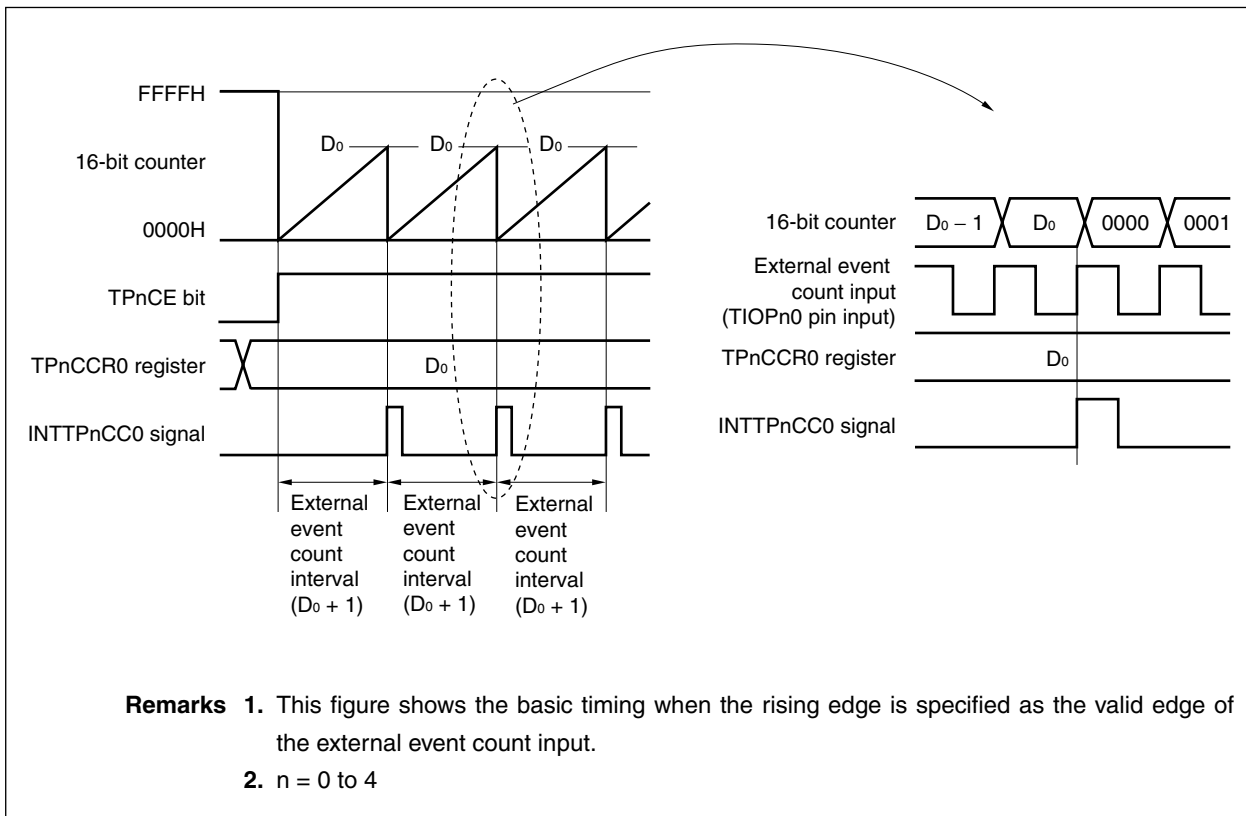 FFFFH
16-bit counter
0000H
D0 D0 D0
TPnCE bit
TPnCCR0 register
D0
INTTPnCC0 signal
External event count interval (D0 + 1)
External event count interval (D0 + 1)
External event count interval (D0 + 1)
16-bit counter
D0 − 1 D0 0000 0001
External event
count input
(TIOPn0 pin input)
TPnCCR0 register
D0
INTTPnCC0 signal
Remarks 1. This figure shows the basic timing when the rising edge is specified as the valid edge of
the external event count input.
2. n = 0 to 4